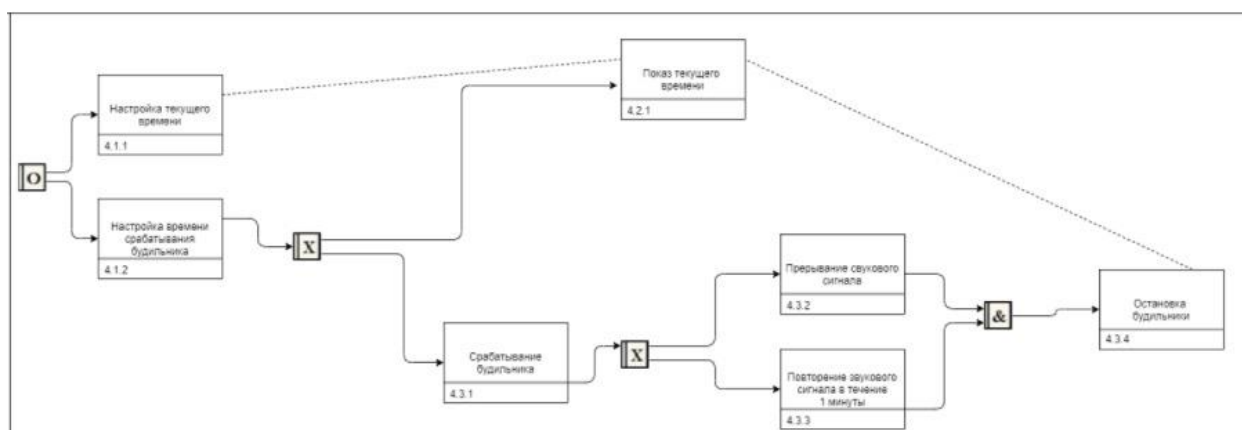 Настройка текущего
времени
4.1.1
Показ текущего
времени
4.2.1
O
Настройка времени
срабатывания
будильника
4.1.2
X
Срабатывание
будильника
4.3.1
X
Прерывание звукового
сигнала
4.3.2
Повторение звукового
сигнала в течение
1 минуты
4.3.3
&
Остановка
будильники
4.3.4